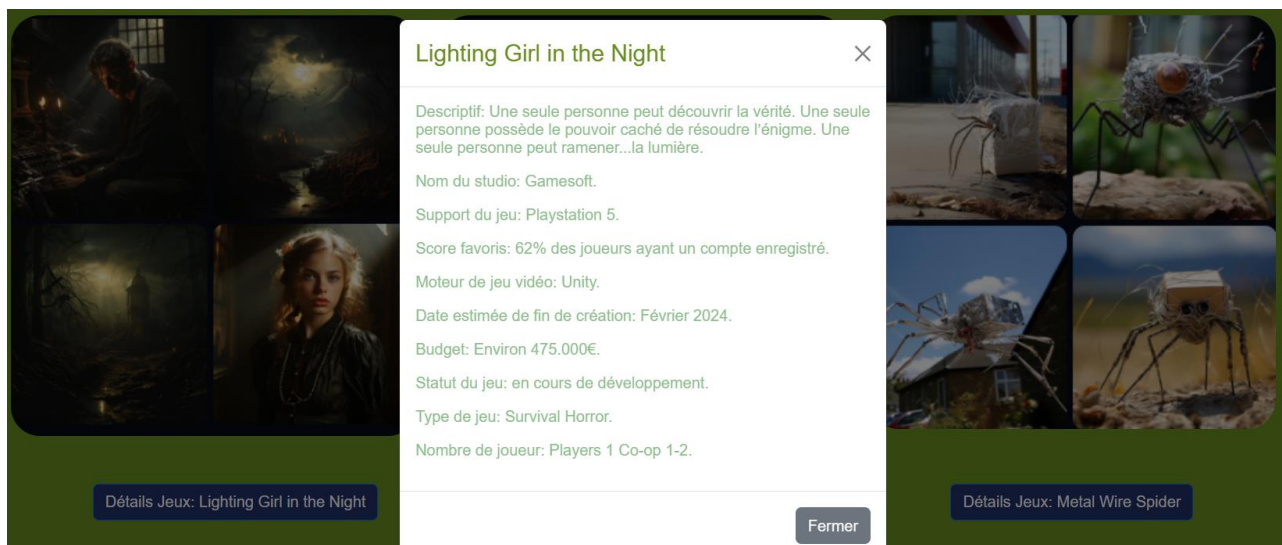 Lighting Girl in the Night
Descriptif: Une seule personne peut découvrir la vérité. Une seule
personne possède le pouvoir caché de résoudre l'énigme. Une
seule personne peut ramener...la lumière.
Nom du studio: Gamesoft.
Support du jeu: Playstation 5.
Score favoris: 62% des joueurs ayant un compte enregistré.
Moteur de jeu vidéo: Unity.
Date estimée de fin de création: Février 2024.
Budget: Environ 475.000€.
Statut du jeu: en cours de développement.
Type de jeu: Survival Horror.
Nombre de joueur: Players 1 Co-op 1-2.
Fermer
Détails Jeux: Lighting Girl in the Night
Détails Jeux: Metal Wire Spider